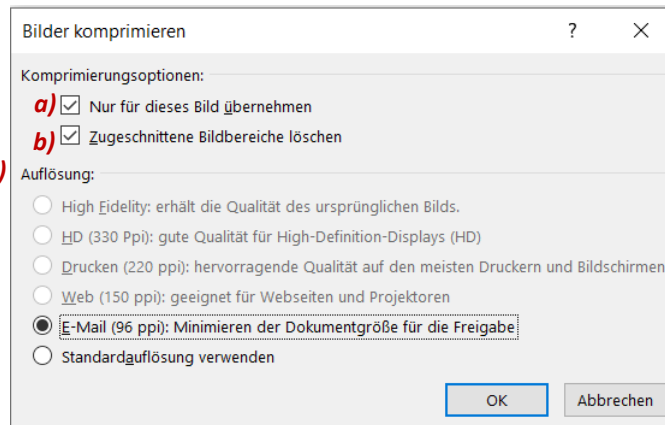 Bilder komprimieren ? ×
Komprimierungsoptionen:
a) Nur für dieses Bild übernehmen
b) Zugeschnittene Bildbereiche löschen
) Auflösung:
High Fidelity: erhält die Qualität des ursprünglichen Bilds.
HD (330 Ppi): gute Qualität für High-Definition-Displays (HD)
Drucken (220 ppi): hervorragende Qualität auf den meisten Druckern und Bildschirmen
Web (150 ppi): geeignet für Webseiten und Projektoren
E-Mail (96 ppi): Minimieren der Dokumentgröße für die Freigabe
Standardauflösung verwenden
OK Abbrechen